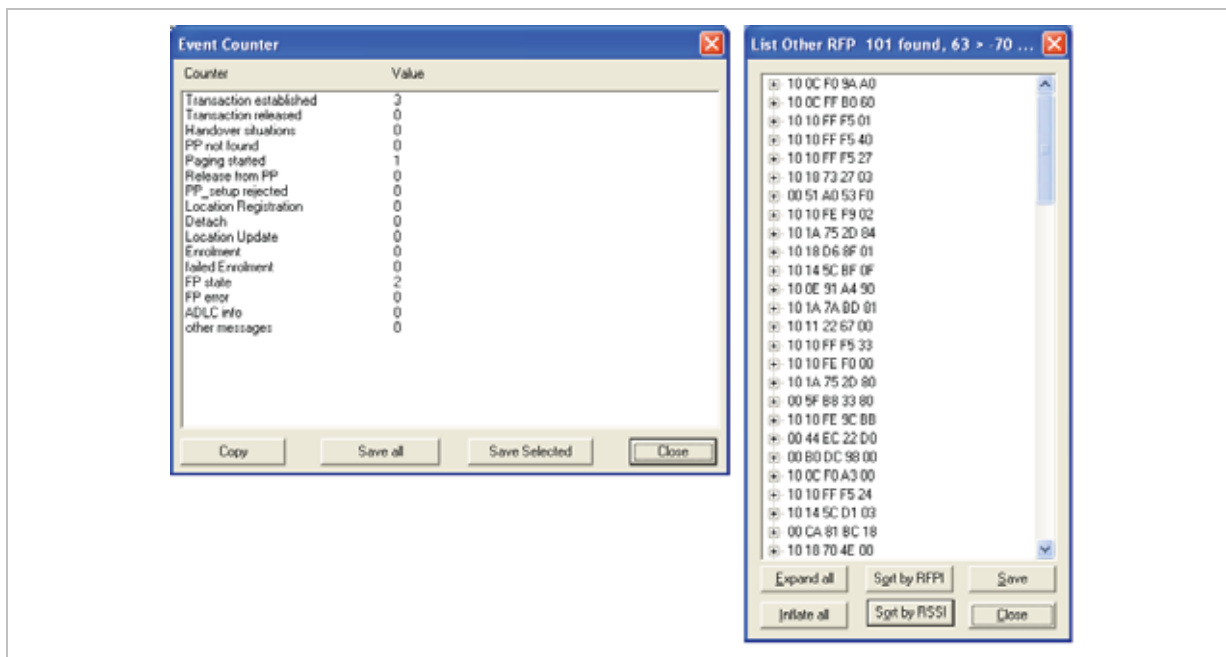 Event Counter
Counter Value
Transaction established 3
Transaction released 0
Handover situations 0
PP not found 0
Paging started 1
Release from PP 0
PP_setup rejected 0
Location Registration 0
Detach 0
Location Update 0
Enrolment 0
failed Enrolment 0
FP state 2
FP error 0
ADLC info 0
other messages 0
Copy Save all Save Selected Close
List Other RFP 101 found, 63 > -70 ...
10 0C F0 9A A0
10 0C FF B0 60
10 10 FF F5 01
10 10 FF F5 40
10 10 FF F5 27
10 18 73 27 03
00 51 A0 53 F0
10 10 FE F9 02
10 1A 75 2D 84
10 18 D6 8F 01
10 14 5C BF 0F
10 0E 91 A4 90
10 1A 7A BD 81
10 11 22 67 00
10 10 FF F5 33
10 10 FE F0 00
10 1A 75 2D 80
00 5F B8 33 80
10 10 FE 9C BB
00 44 EC 22 D0
00 B0 DC 98 00
10 0C F0 A3 00
10 10 FF F5 24
10 14 5C D1 03
00 CA 81 BC 18
10 18 70 4E 00
Expand all Sort by RFPI Save
Inflate all Sort by RSSI Close